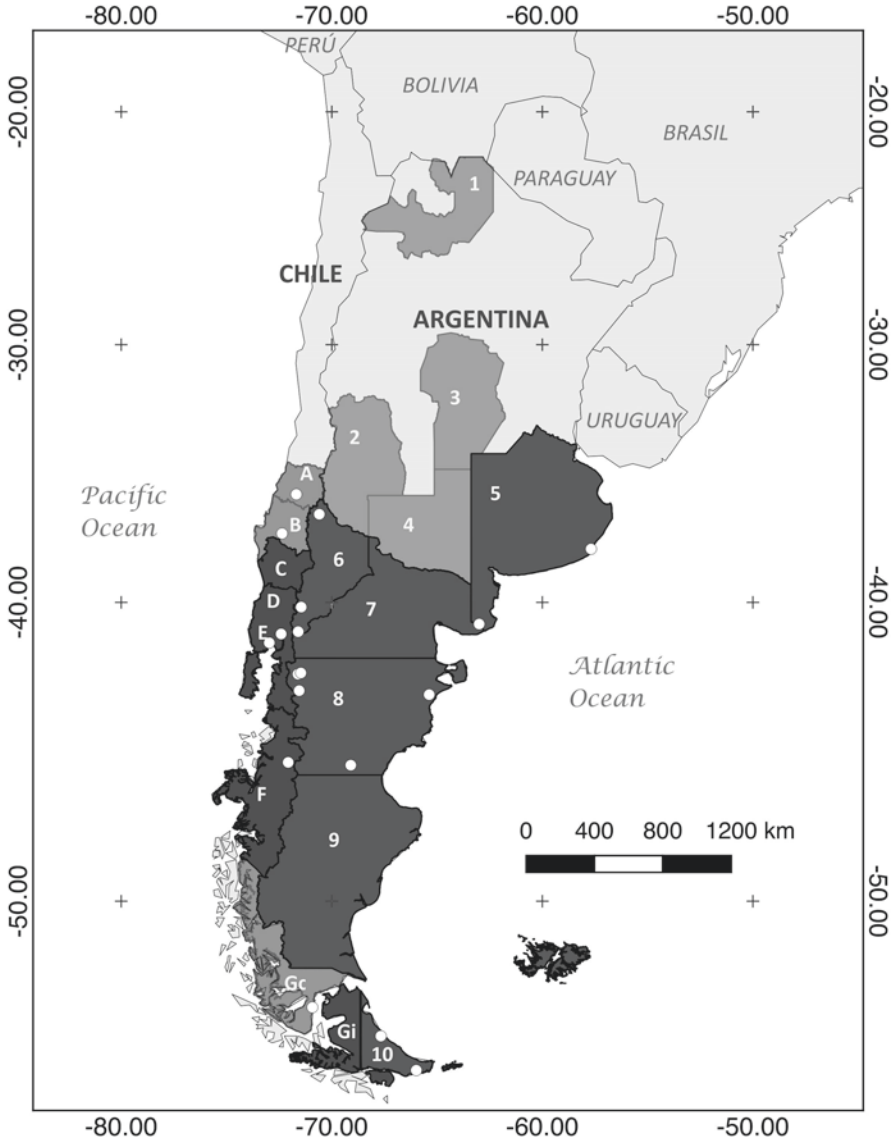 -80.00 -70.00 -60.00 -50.00
PERÚ
BOLIVIA
-20.00 -20.00
BRASIL
1
PARAGUAY
CHILE
ARGENTINA
-30.00 -30.00
3
URUGUAY
2
A
Pacific
Ocean
5
B
4
6
C
-40.00 -40.00
D
7
E
Atlantic
Ocean
8
F
0 400 800 1200 km
9
-50.00 -50.00
Gc
Gi
10
-80.00 -70.00 -60.00 -50.00